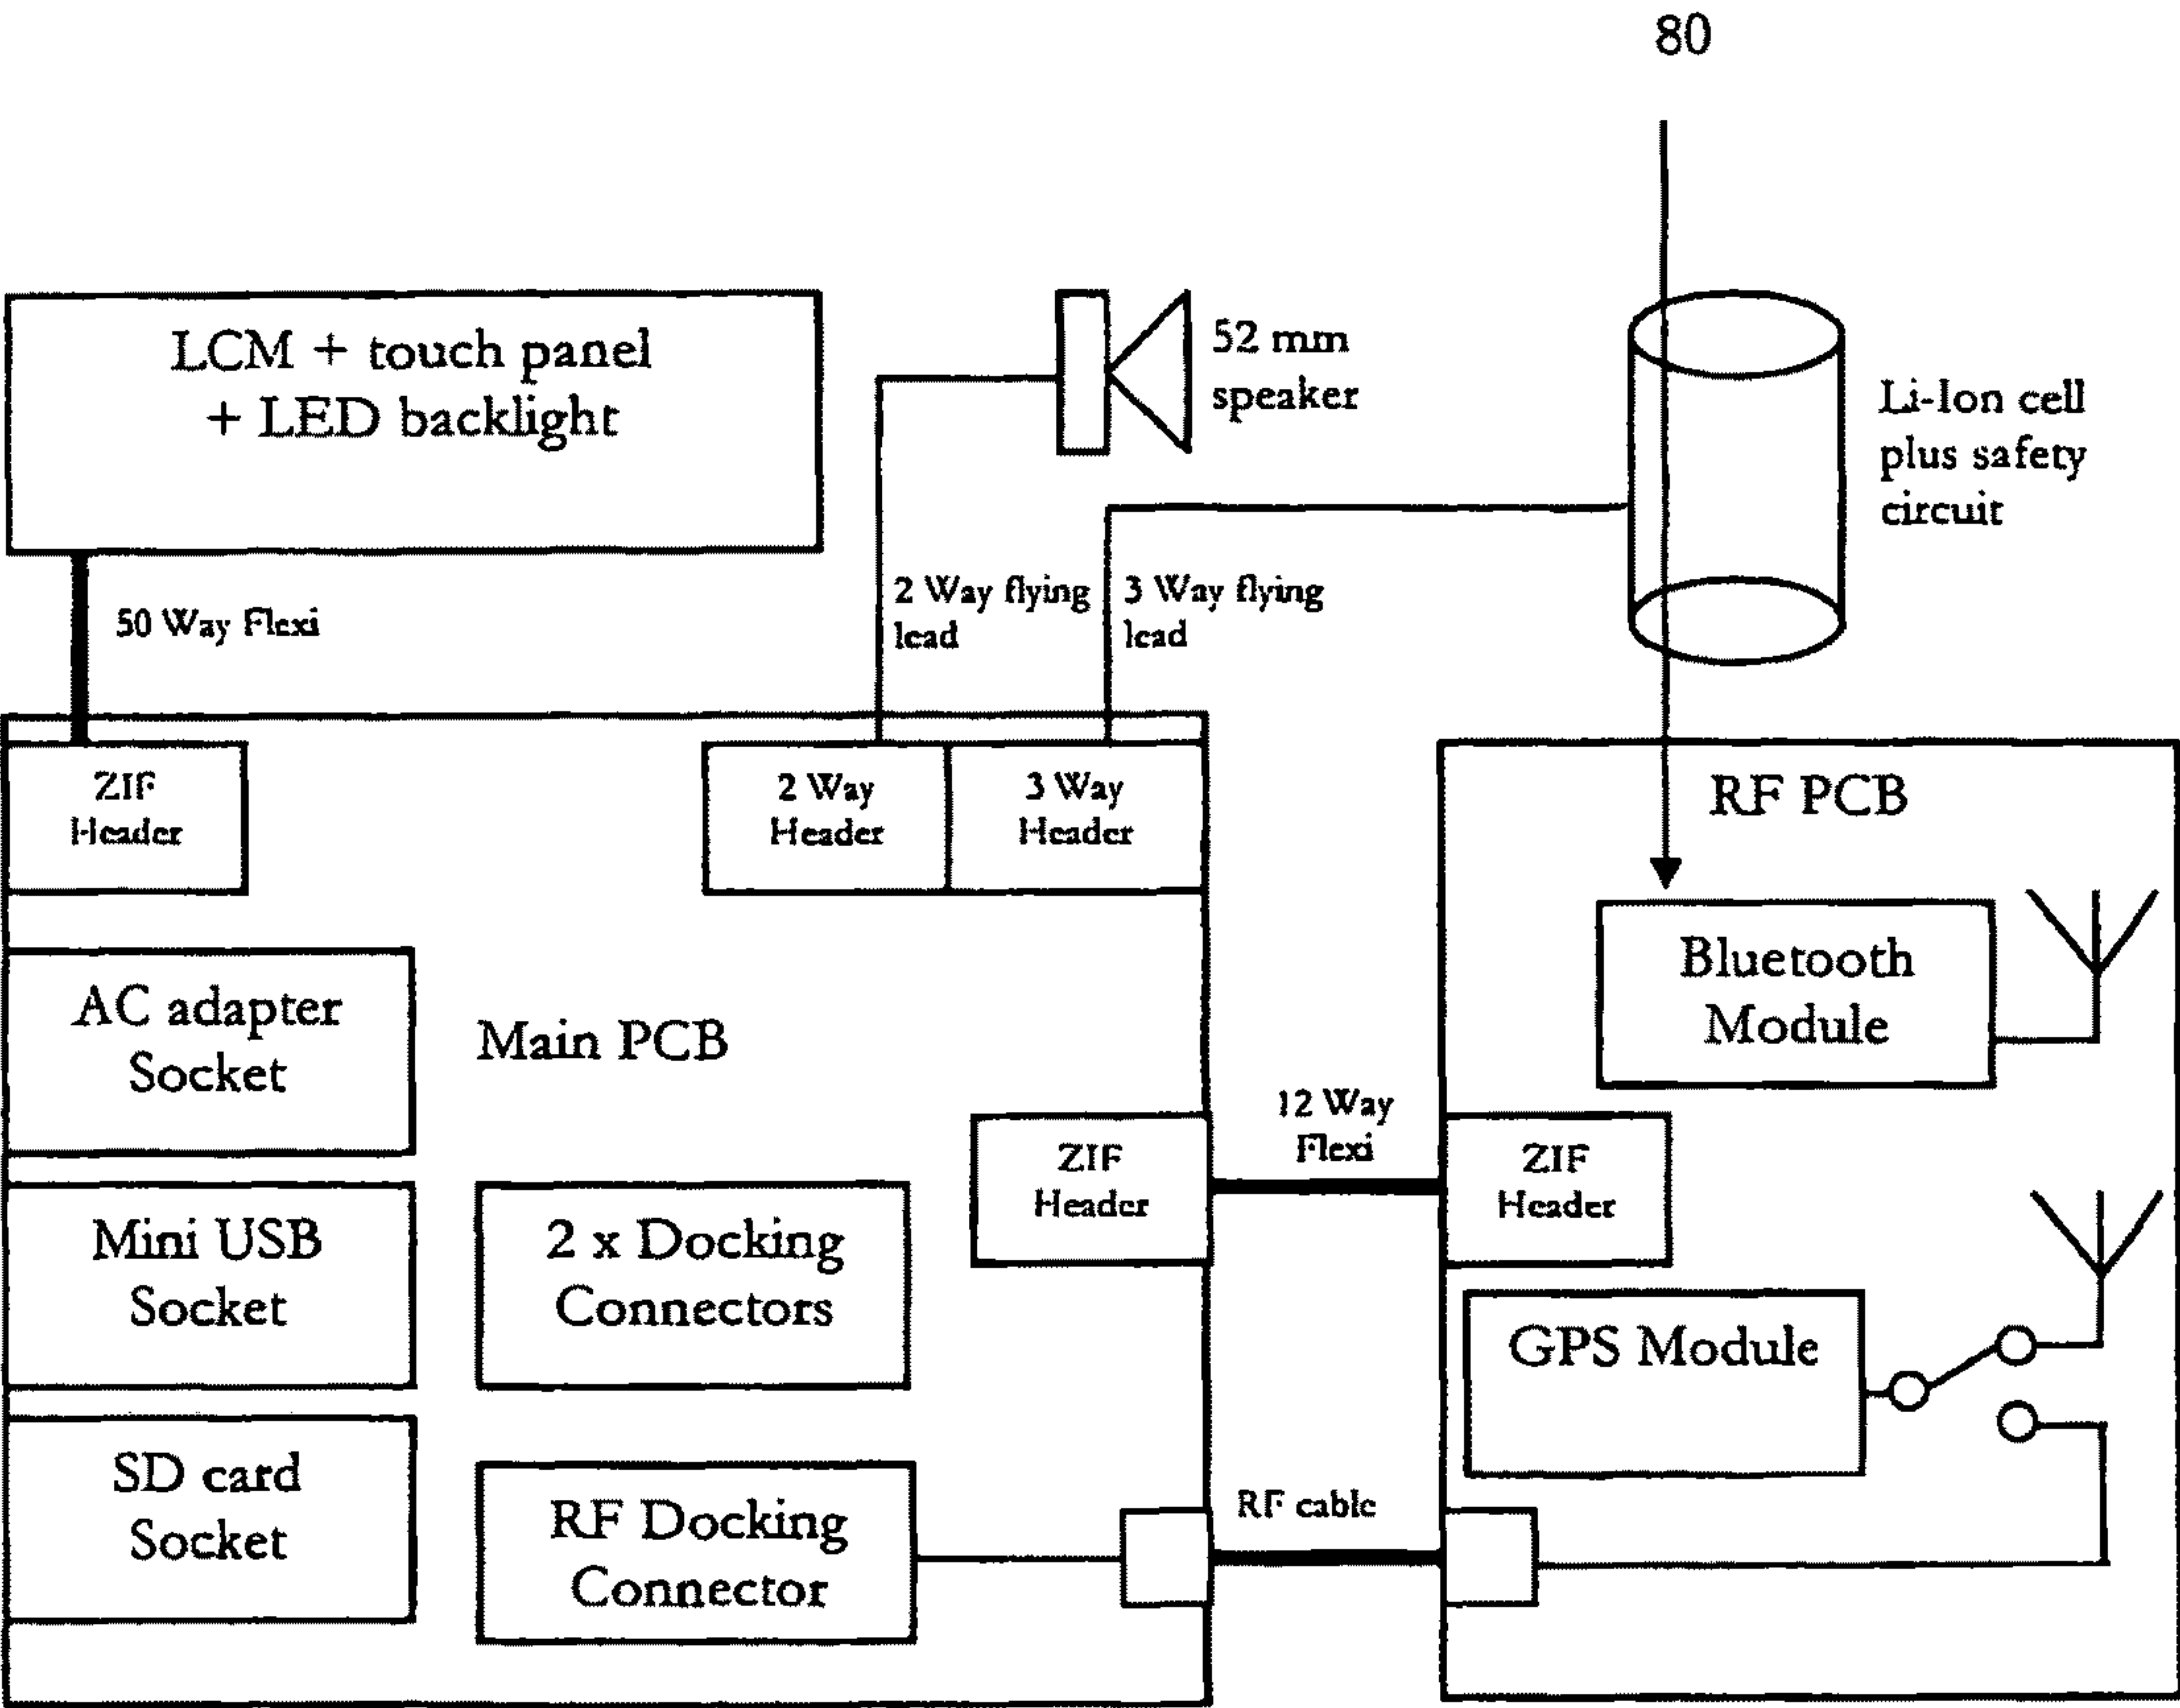 80
LCM + touch panel
+ LED backlight
52 mm
speaker
Li-Ion cell
plus safety
circuit
50 Way Flexi
2 Way flying
lead
3 Way flying
lead
ZIF
Header
2 Way
Header
3 Way
Header
RF PCB
AC adapter
Socket
Main PCB
Bluetooth
Module
12 Way
Flexi
ZIF
Header
ZIF
Header
Mini USB
Socket
2 x Docking
Connectors
GPS Module
SD card
Socket
RF Docking
Connector
RF cable